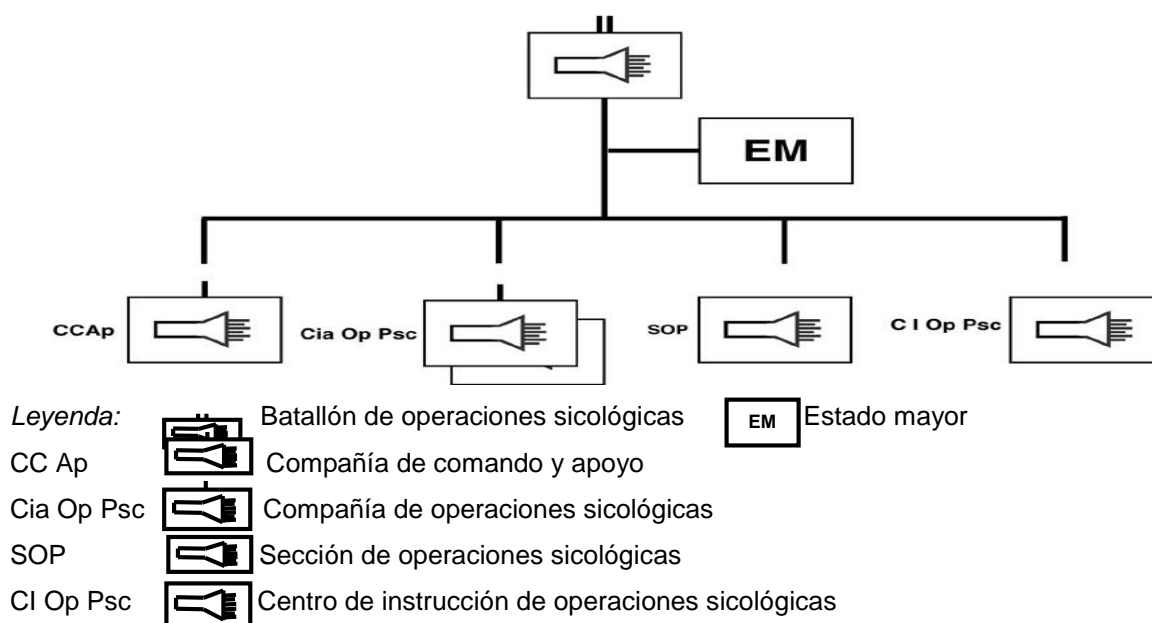 EM
CCAp
Cia Op Psc
SOP
C I Op Psc
Leyenda: Batallón de operaciones sicológicas EM Estado mayor
CC Ap Compañía de comando y apoyo
Cia Op Psc Compañía de operaciones sicológicas
SOP Sección de operaciones sicológicas
CI Op Psc Centro de instrucción de operaciones sicológicas